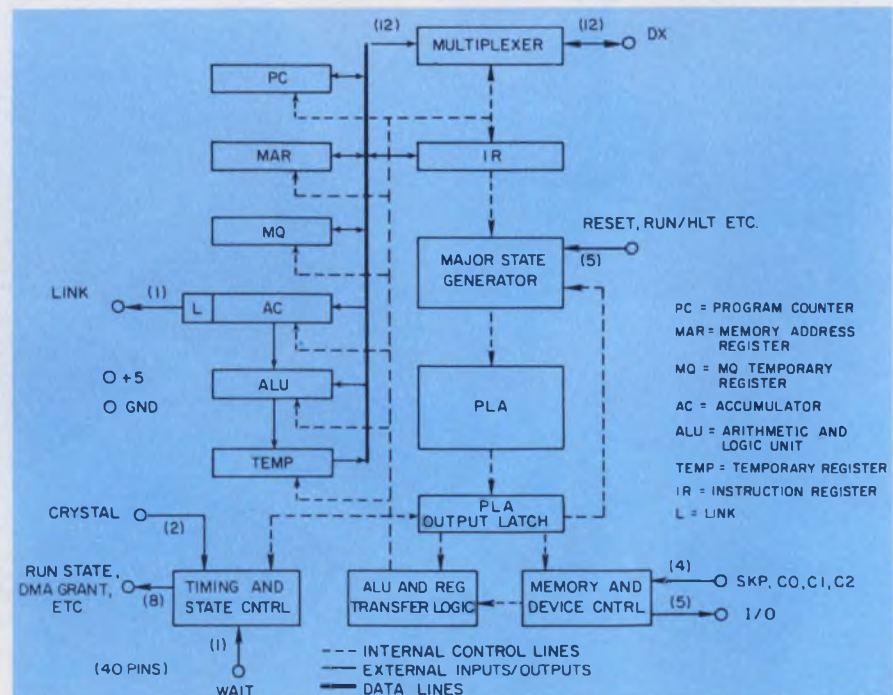 (12)
MULTIPLEXER
(12)
DX
PC
MAR
IR
MQ
RESET, RUN/HLT ETC.
(5)
MAJOR STATE
GENERATOR
LINK
(1)
L
AC
+5
GND
ALU
PLA
TEMP
PC = PROGRAM COUNTER
MAR = MEMORY ADDRESS
REGISTER
MQ = MQ TEMPORARY
REGISTER
AC = ACCUMULATOR
ALU = ARITHMETIC AND
LOGIC UNIT
TEMP = TEMPORARY REGISTER
IR = INSTRUCTION REGISTER
L = LINK
CRYSTAL
(2)
PLA
OUTPUT LATCH
RUN STATE,
DMA GRANT,
ETC
(8)
TIMING AND
STATE CNTRL
ALU AND REG
TRANSFER LOGIC
MEMORY AND
DEVICE CNTRL
(4)
SKP, C0, C1, C2
(5)
I/O
(1)
(40 PINS)
WAIT
INTERNAL CONTROL LINES
EXTERNAL INPUTS/OUTPUTS
DATA LINES